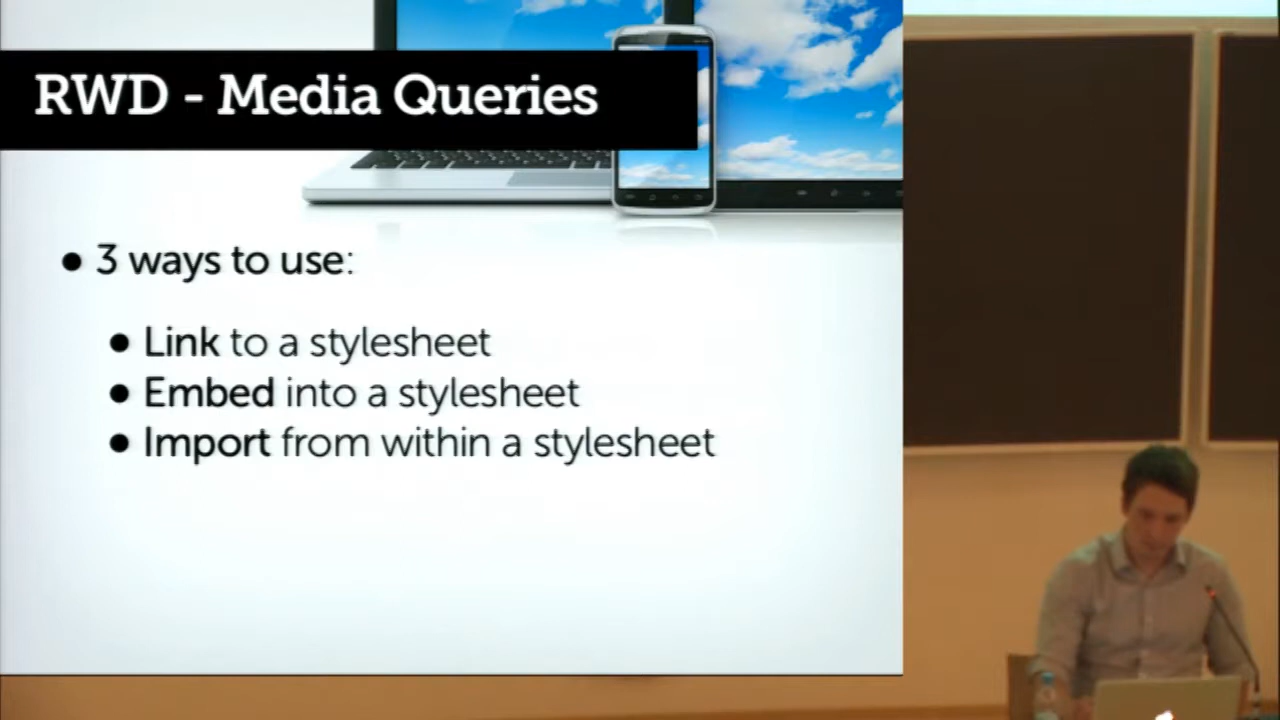 RWD - Media Queries
● 3 ways to use:
● Link to a stylesheet
● Embed into a stylesheet
● Import from within a stylesheet